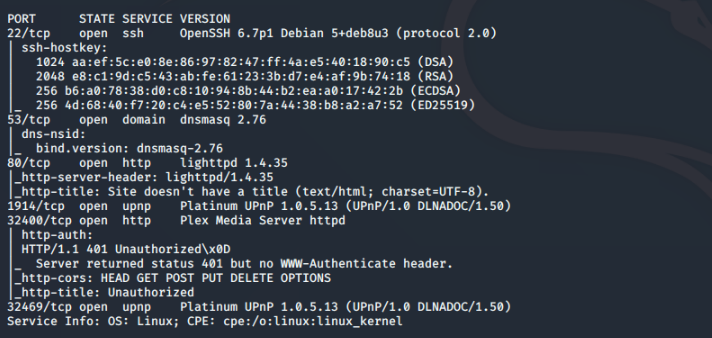 PORT      STATE SERVICE VERSION
22/tcp    open  ssh     OpenSSH 6.7p1 Debian 5+deb8u3 (protocol 2.0)
| ssh-hostkey:
|   1024 aa:ef:5c:e0:8e:86:97:82:47:ff:4a:e5:40:18:90:c5 (DSA)
|   2048 e8:c1:9d:c5:43:ab:fe:61:23:3b:d7:e4:af:9b:74:18 (RSA)
|   256 b6:a0:78:38:d0:c8:10:94:8b:44:b2:ea:a0:17:42:2b (ECDSA)
|_  256 4d:68:40:f7:20:c4:e5:52:80:7a:44:38:b8:a2:a7:52 (ED25519)
53/tcp    open  domain  dnsmasq 2.76
| dns-nsid:
|_  bind.version: dnsmasq-2.76
80/tcp    open  http    lighttpd 1.4.35
|_http-server-header: lighttpd/1.4.35
|_http-title: Site doesn't have a title (text/html; charset=UTF-8).
1914/tcp  open  upnp    Platinum UPnP 1.0.5.13 (UPnP/1.0 DLNADOC/1.50)
32400/tcp open  http    Plex Media Server httpd
| http-auth:
| HTTP/1.1 401 Unauthorized\x0D
|_  Server returned status 401 but no WWW-Authenticate header.
|_http-cors: HEAD GET POST PUT DELETE OPTIONS
|_http-title: Unauthorized
32469/tcp open  upnp    Platinum UPnP 1.0.5.13 (UPnP/1.0 DLNADOC/1.50)
Service Info: OS: Linux; CPE: cpe:/o:linux:linux_kernel